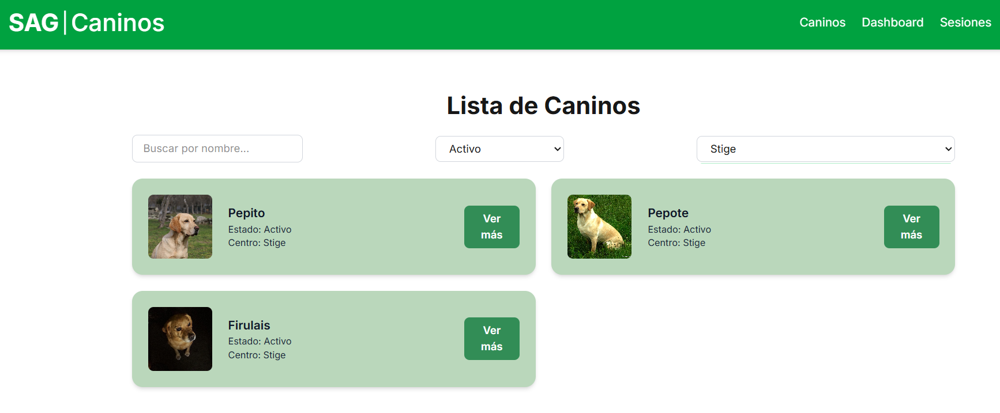 SAG|Caninos
Caninos Dashboard Sesiones
Lista de Caninos
Buscar por nombre... Activo Stige
Pepito
Estado: Activo
Centro: Stige
Ver
más
Pepote
Estado: Activo
Centro: Stige
Ver
más
Firulais
Estado: Activo
Centro: Stige
Ver
más